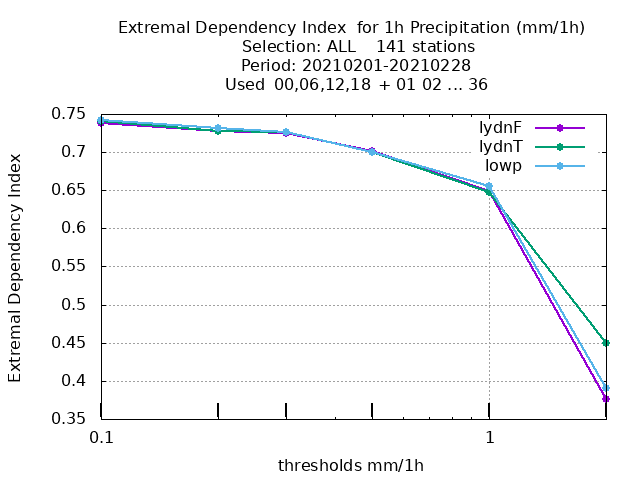 Extremal Dependency Index  for 1h Precipitation (mm/1h)
Selection: ALL    141 stations
Period: 20210201-20210228
Used  00,06,12,18  + 01 02 ... 36
Extremal Dependency Index
0.75
0.7
0.65
0.6
0.55
0.5
0.45
0.4
0.35
lydnF
lydnT
lowp
0.1
1
thresholds mm/1h